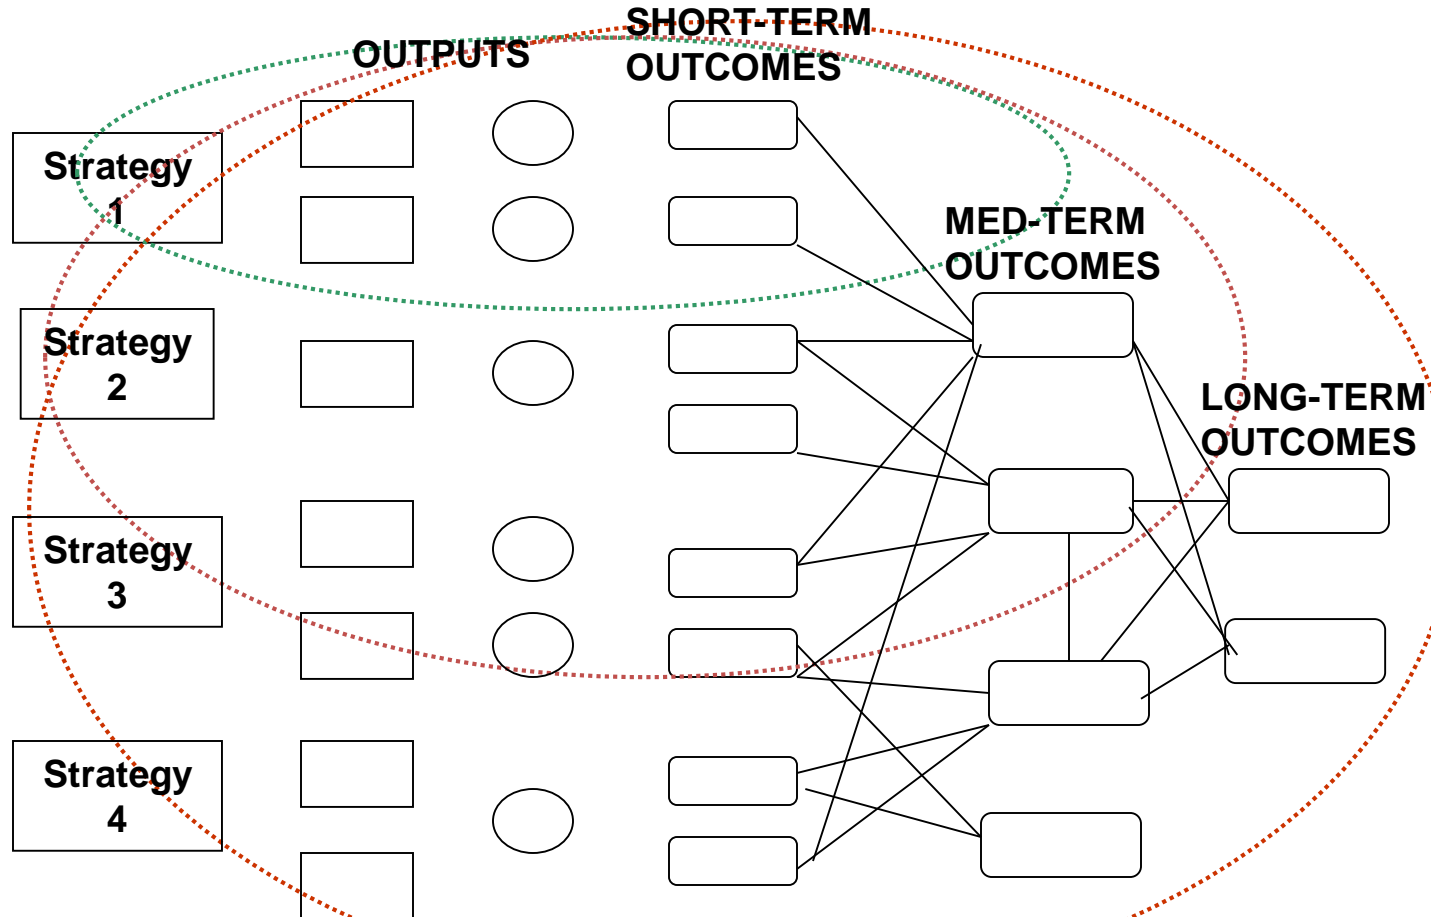 SHORT-TERM
OUTCOMES
OUTPUTS
Strategy
1
MED-TERM
OUTCOMES
Strategy
2
LONG-TERM
OUTCOMES
Strategy
3
Strategy
4